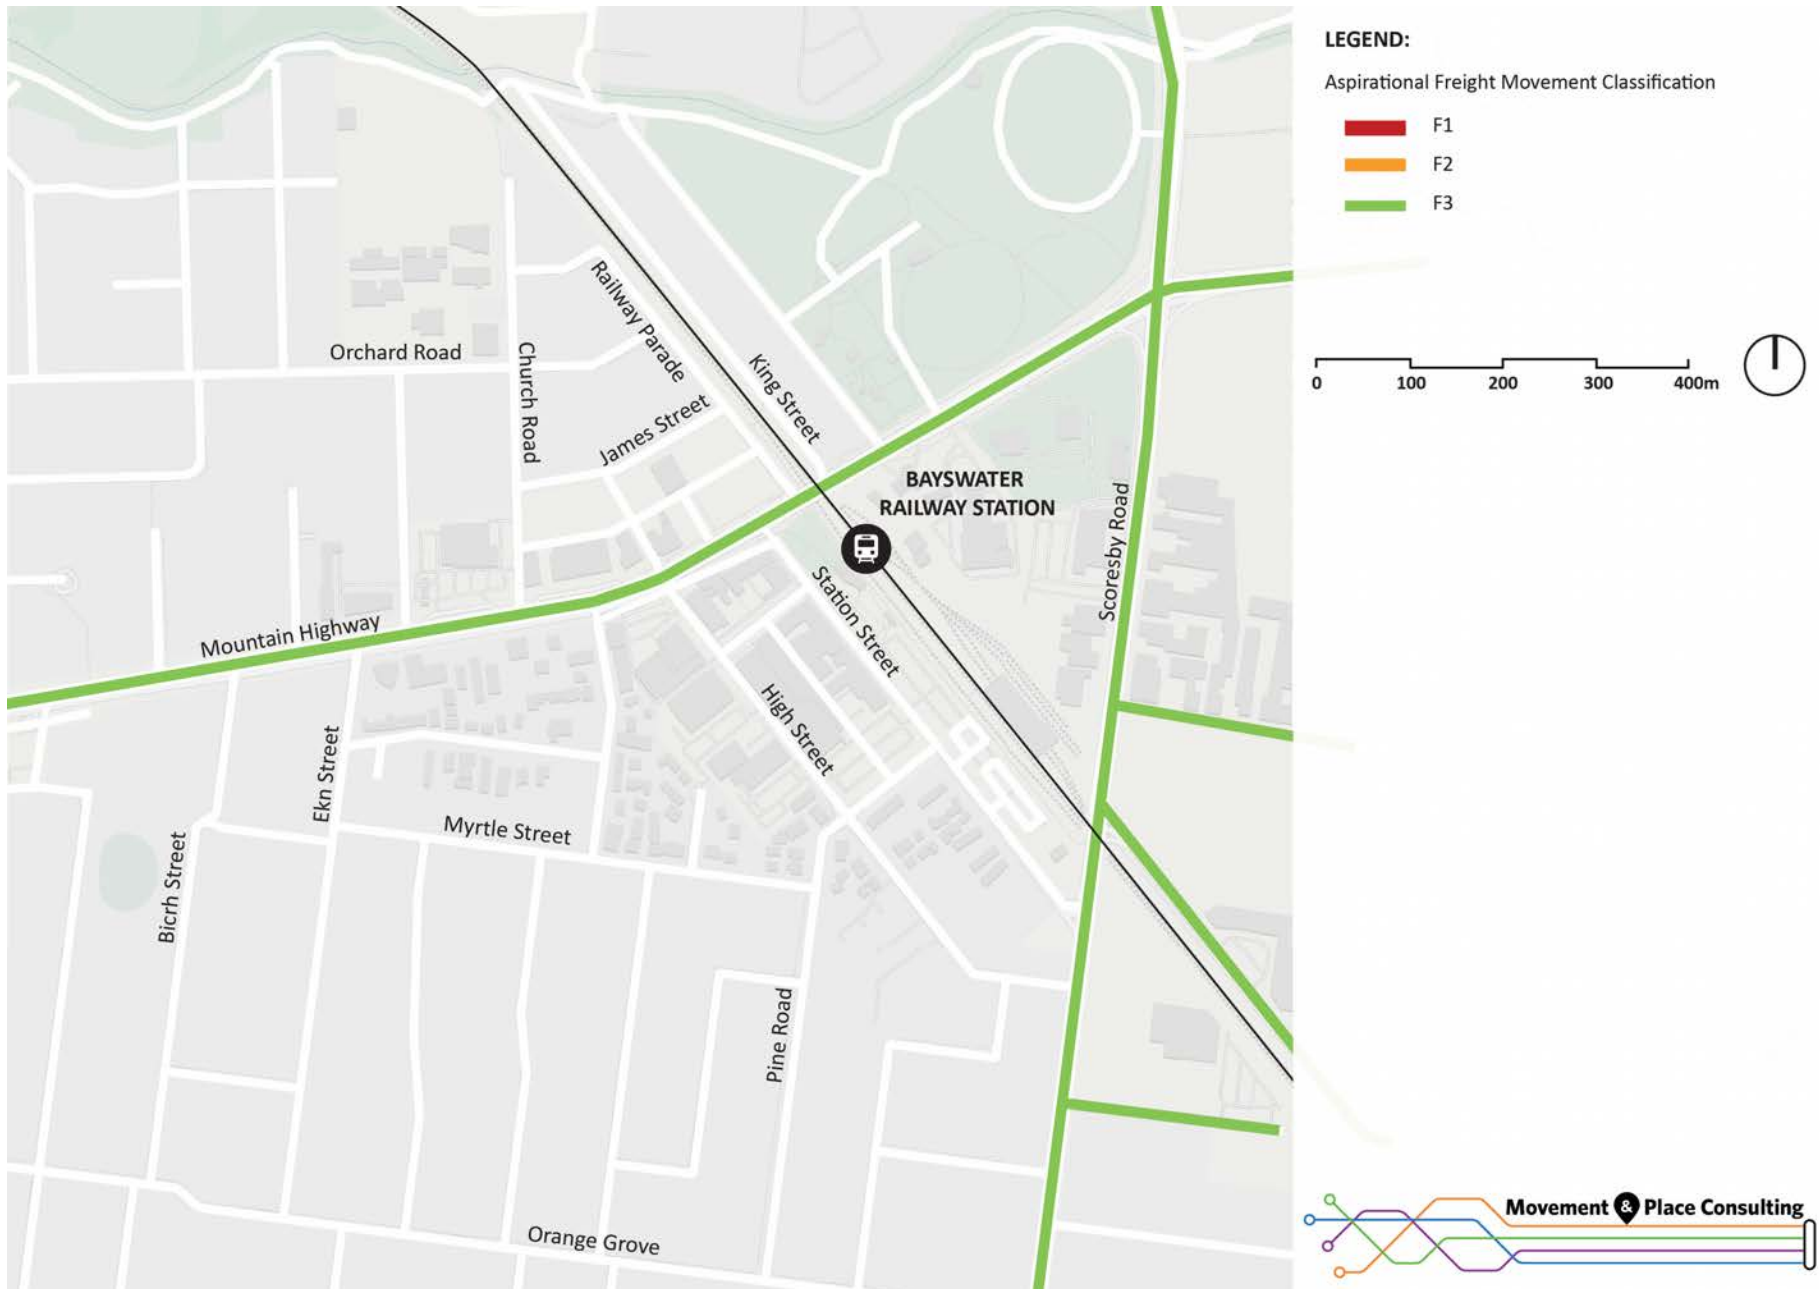 LEGEND:
Aspirational Freight Movement Classification
F1
F2
F3
0 100 200 300 400m
Railway Parade
Orchard Road
Church Road
King Street
James Street
BAYSWATER
RAILWAY STATION
Scoresby Road
Station Street
Mountain Highway
High Street
Ekn Street
Myrtle Street
Bicrh Street
Pine Road
Orange Grove
Movement & Place Consulting